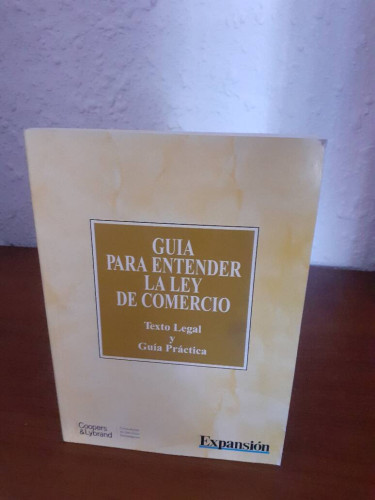 GUIA
PARA ENTENDER
LA LEY
DE COMERCIO
Texto Legal
y
Guía Práctica
Coopers
&Lybrand
Expansión